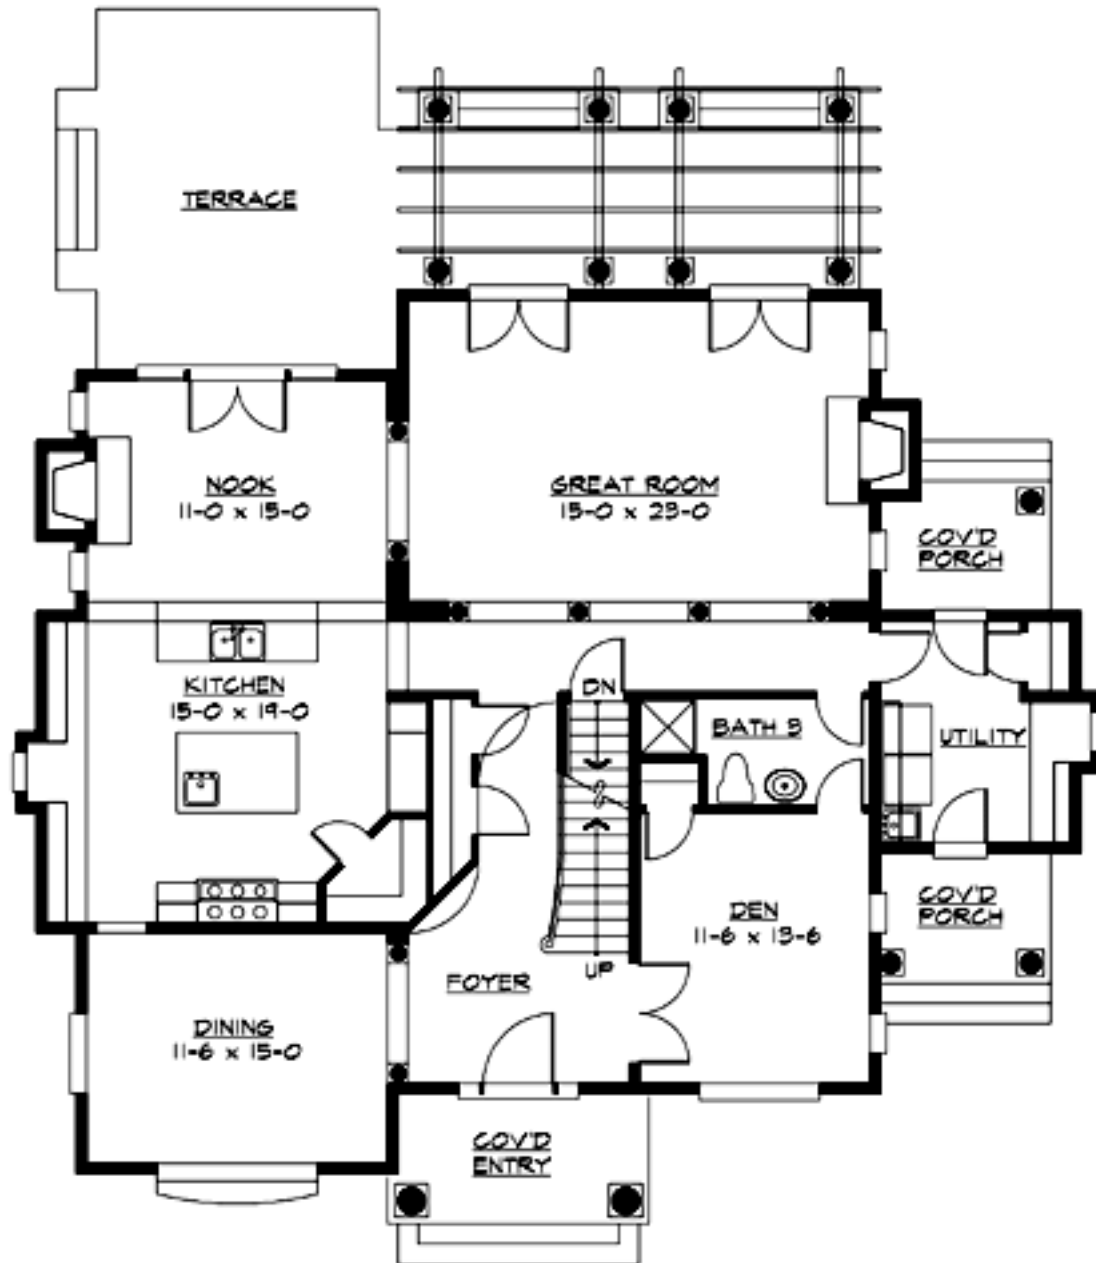 TERRACE
NOOK
11-0 x 15-0
GREAT ROOM
15-0 x 23-0
COV'D
PORCH
KITCHEN
15-0 x 19-0
DN
BATH 3
UTILITY
COV'D
PORCH
DEN
11-6 x 13-6
FOYER
UP
DINING
11-6 x 15-0
COV'D
ENTRY